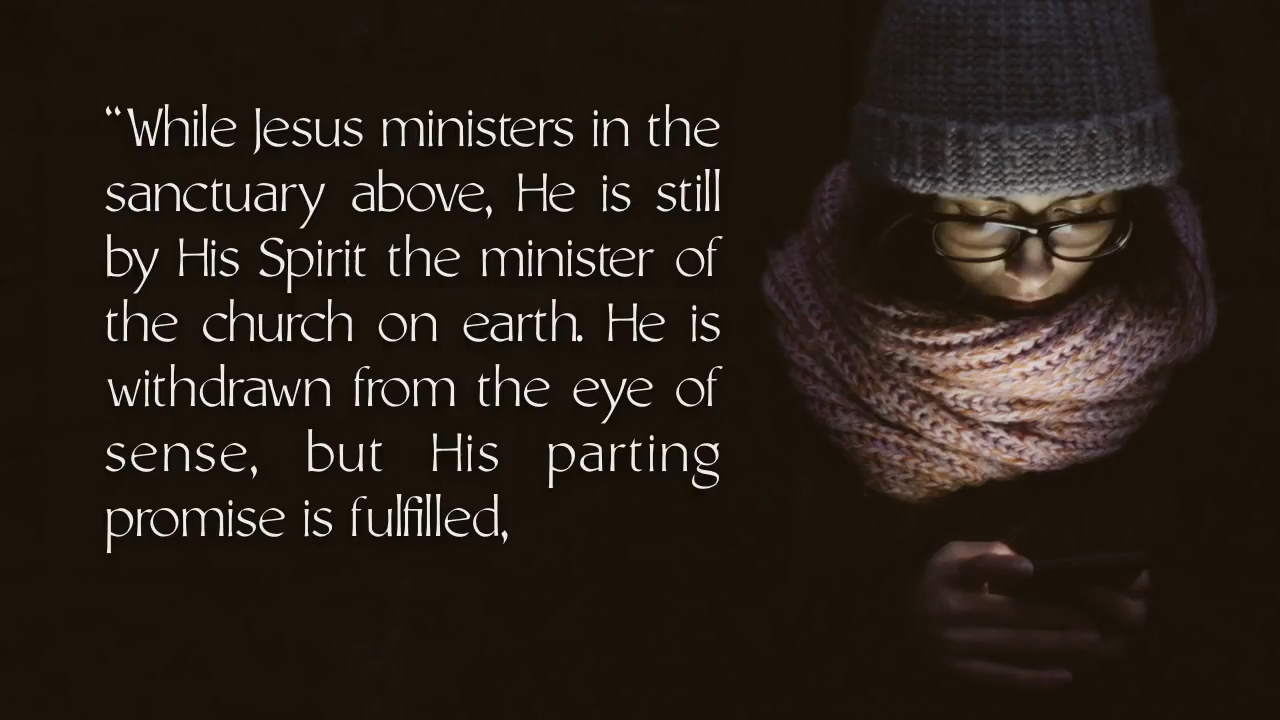 “While Jesus ministers in the
sanctuary above, He is still
by His Spirit the minister of
the church on earth. He is
withdrawn from the eye of
sense, but His parting
promise is fulfilled,